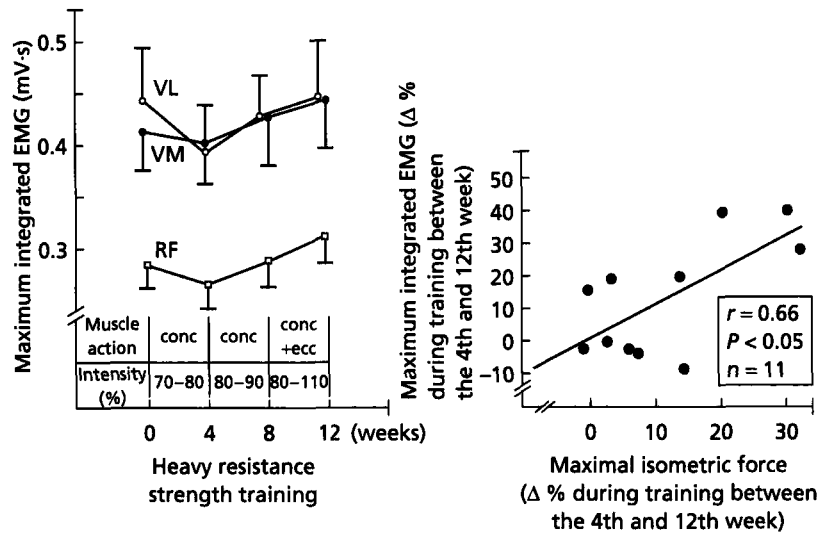 Maximum integrated EMG (mV·s)
0.5
0.4
0.3
VL
VM
RF
Muscle action
conc
conc
conc +ecc
Intensity (%)
70–80
80–90
80–110
0
4
8
12
(weeks)
Heavy resistance
strength training
Maximum integrated EMG (Δ %
during training between
the 4th and 12th week)
50
40
30
20
10
0
–10
r = 0.66
P < 0.05
n = 11
0
10
20
30
Maximal isometric force
(Δ % during training between
the 4th and 12th week)